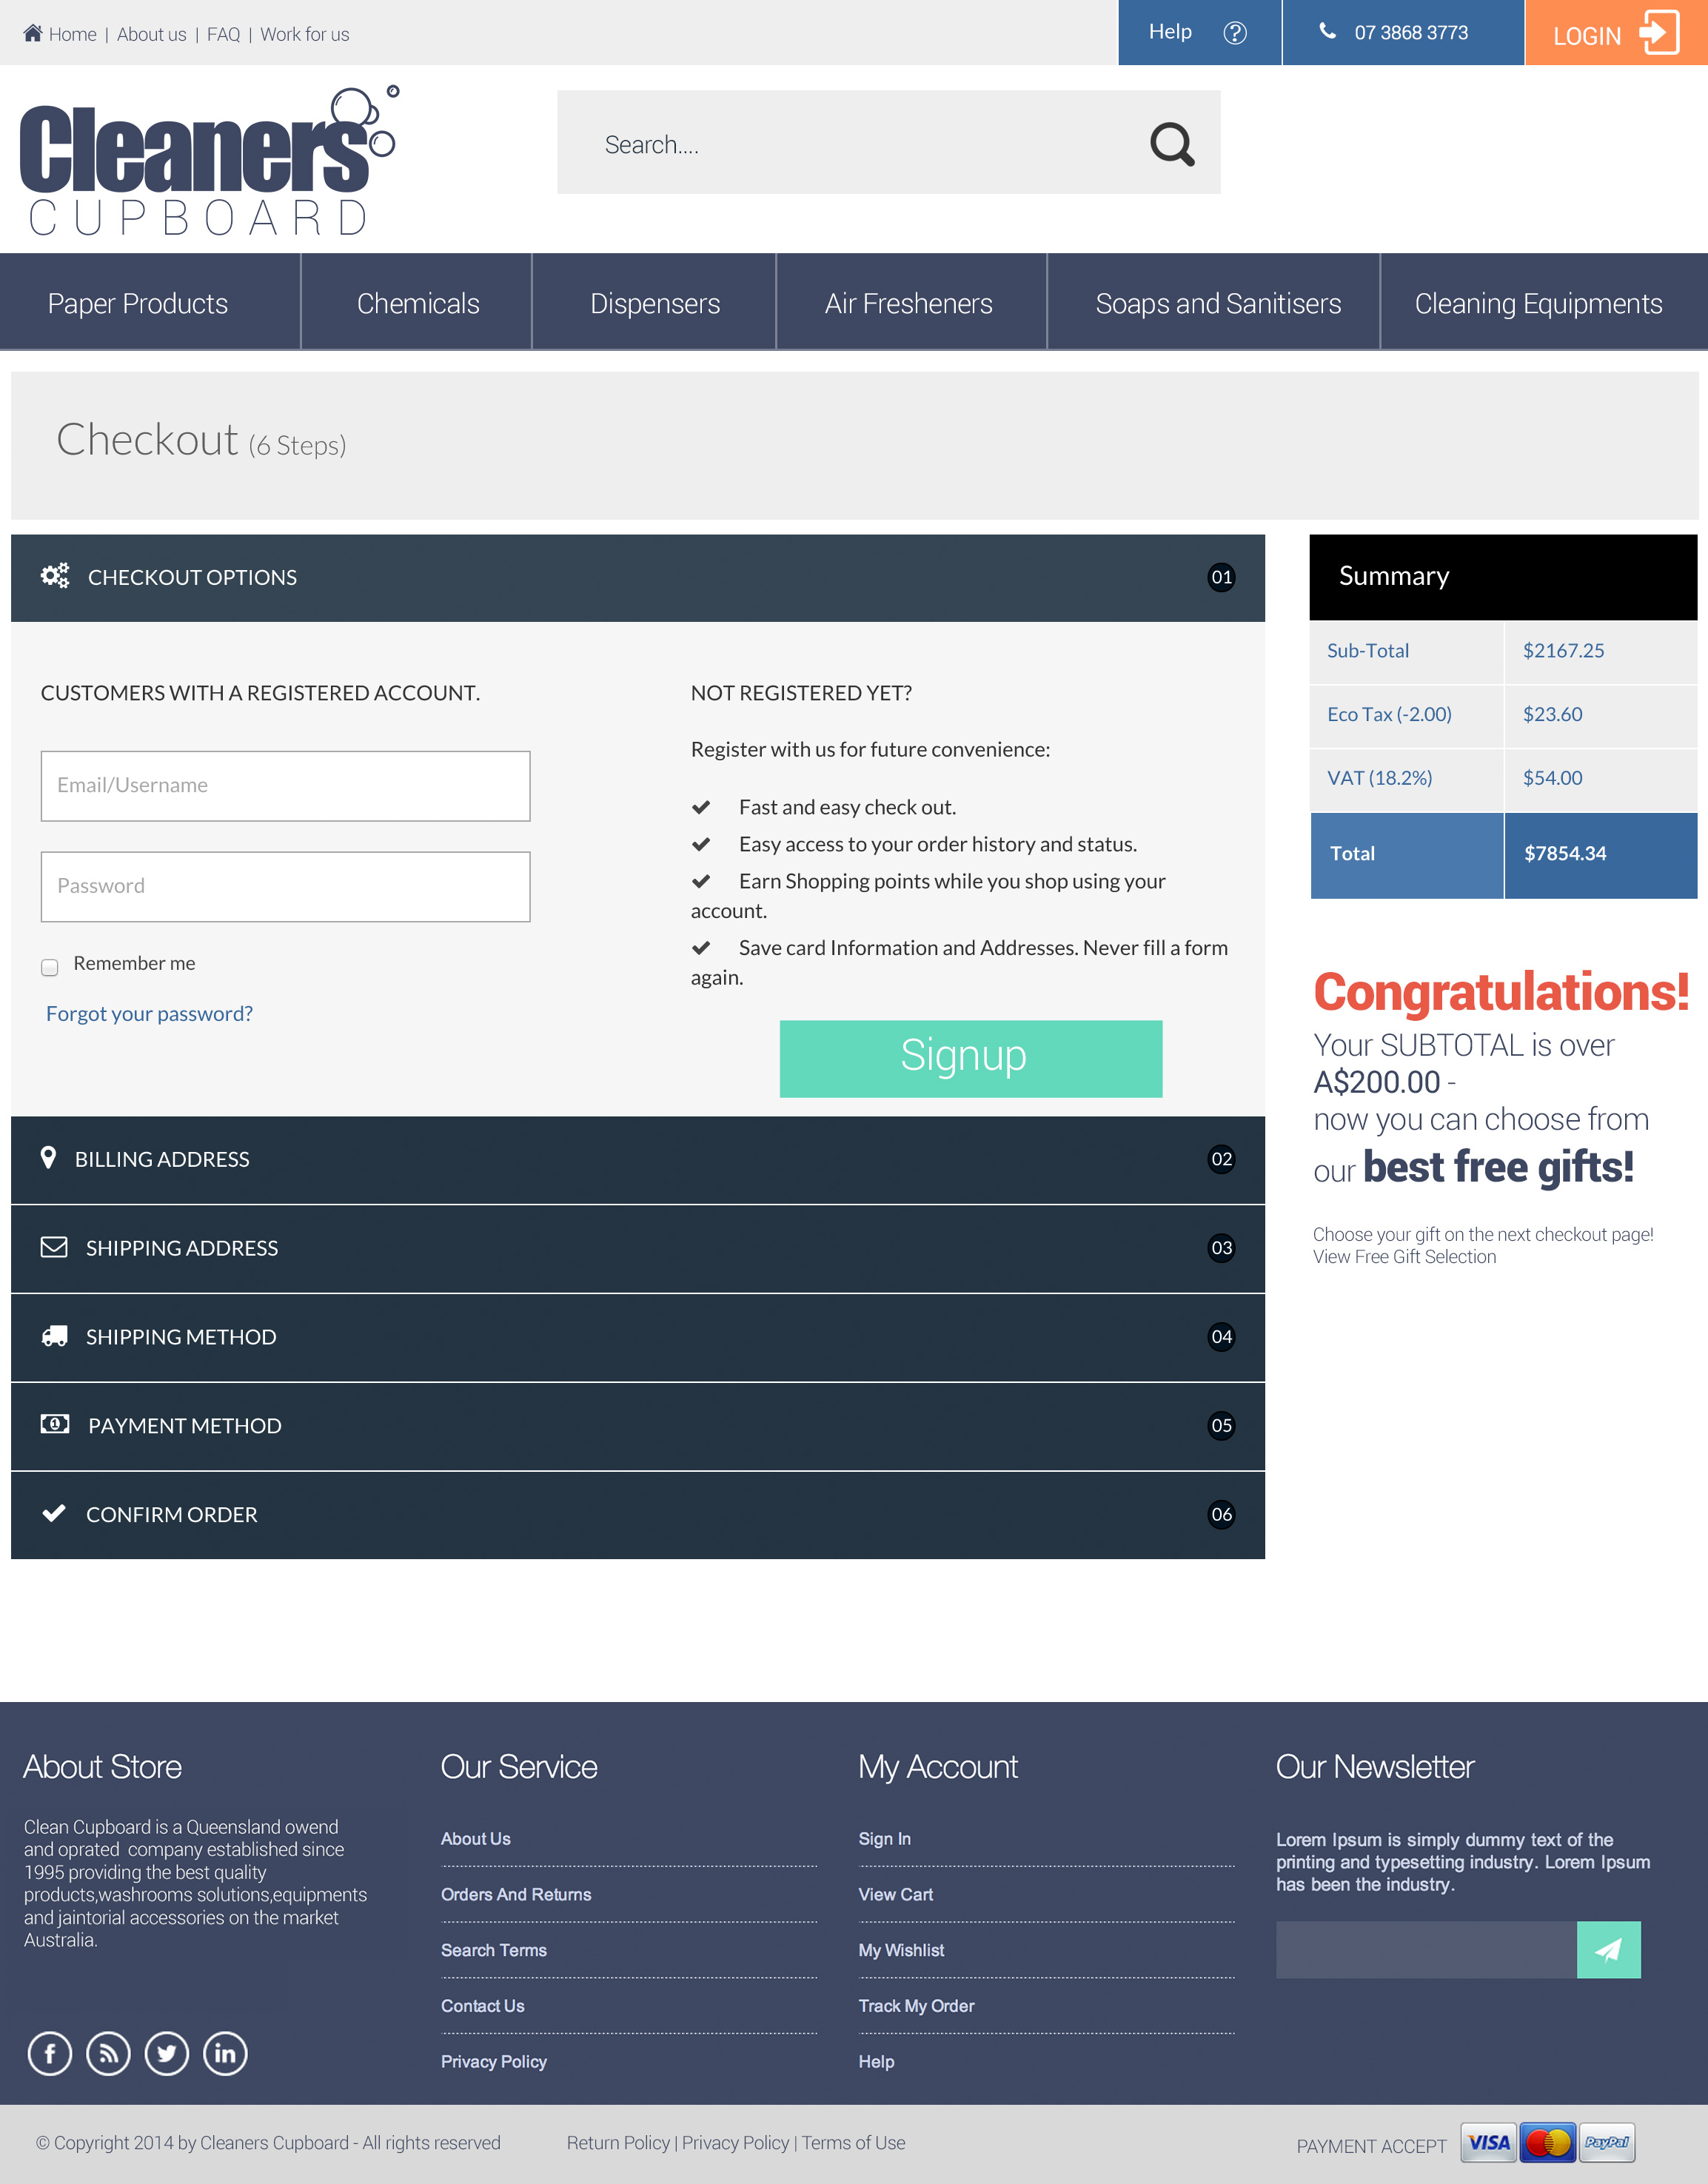 Home | About us | FAQ | Work for us
Help ?
07 3868 3773
LOGIN
Cleaners
CUPBOARD
Search....
Paper Products
Chemicals
Dispensers
Air Fresheners
Soaps and Sanitisers
Cleaning Equipments
Checkout (6 Steps)
CHECKOUT OPTIONS 01
CUSTOMERS WITH A REGISTERED ACCOUNT.
Email/Username
Password
Remember me
Forgot your password?
NOT REGISTERED YET?
Register with us for future convenience:
Fast and easy check out.
Easy access to your order history and status.
Earn Shopping points while you shop using your
account.
Save card Information and Addresses. Never fill a form
again.
Signup
BILLING ADDRESS 02
SHIPPING ADDRESS 03
SHIPPING METHOD 04
PAYMENT METHOD 05
CONFIRM ORDER 06
Summary
Sub-Total $2167.25
Eco Tax (-2.00) $23.60
VAT (18.2%) $54.00
Total $7854.34
Congratulations!
Your SUBTOTAL is over
A$200.00 -
now you can choose from
our best free gifts!
Choose your gift on the next checkout page!
View Free Gift Selection
About Store
Clean Cupboard is a Queensland owend
and oprated company established since
1995 providing the best quality
products,washrooms solutions,equipments
and jaintorial accessories on the market
Australia.
Our Service
About Us
Orders And Returns
Search Terms
Contact Us
Privacy Policy
My Account
Sign In
View Cart
My Wishlist
Track My Order
Help
Our Newsletter
Lorem Ipsum is simply dummy text of the
printing and typesetting industry. Lorem Ipsum
has been the industry.
© Copyright 2014 by Cleaners Cupboard - All rights reserved
Return Policy | Privacy Policy | Terms of Use
PAYMENT ACCEPT
VISA
PayPal